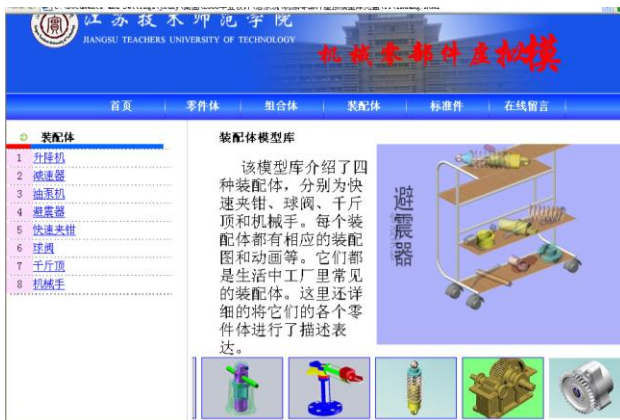 江苏技术师范学院
JIANGSU TEACHERS UNIVERSITY OF TECHNOLOGY
机械零部件虚拟模
首页
零件体
组合体
装配体
标准件
在线留言
装配体
1 升降机
2 减速器
3 油泵机
4 避震器
5 快速夹钳
6 球阀
7 千斤顶
8 机械手
装配体模型库
该模型库介绍了四
种装配体，分别为快
速夹钳、球阀、千斤
顶和机械手。每个装
配体都有相应的装配
图和动画等。它们都
是生活中工厂里常见
的装配体。这里还详
细的将它们的各个零
件体进行了描述表
达。
避震器